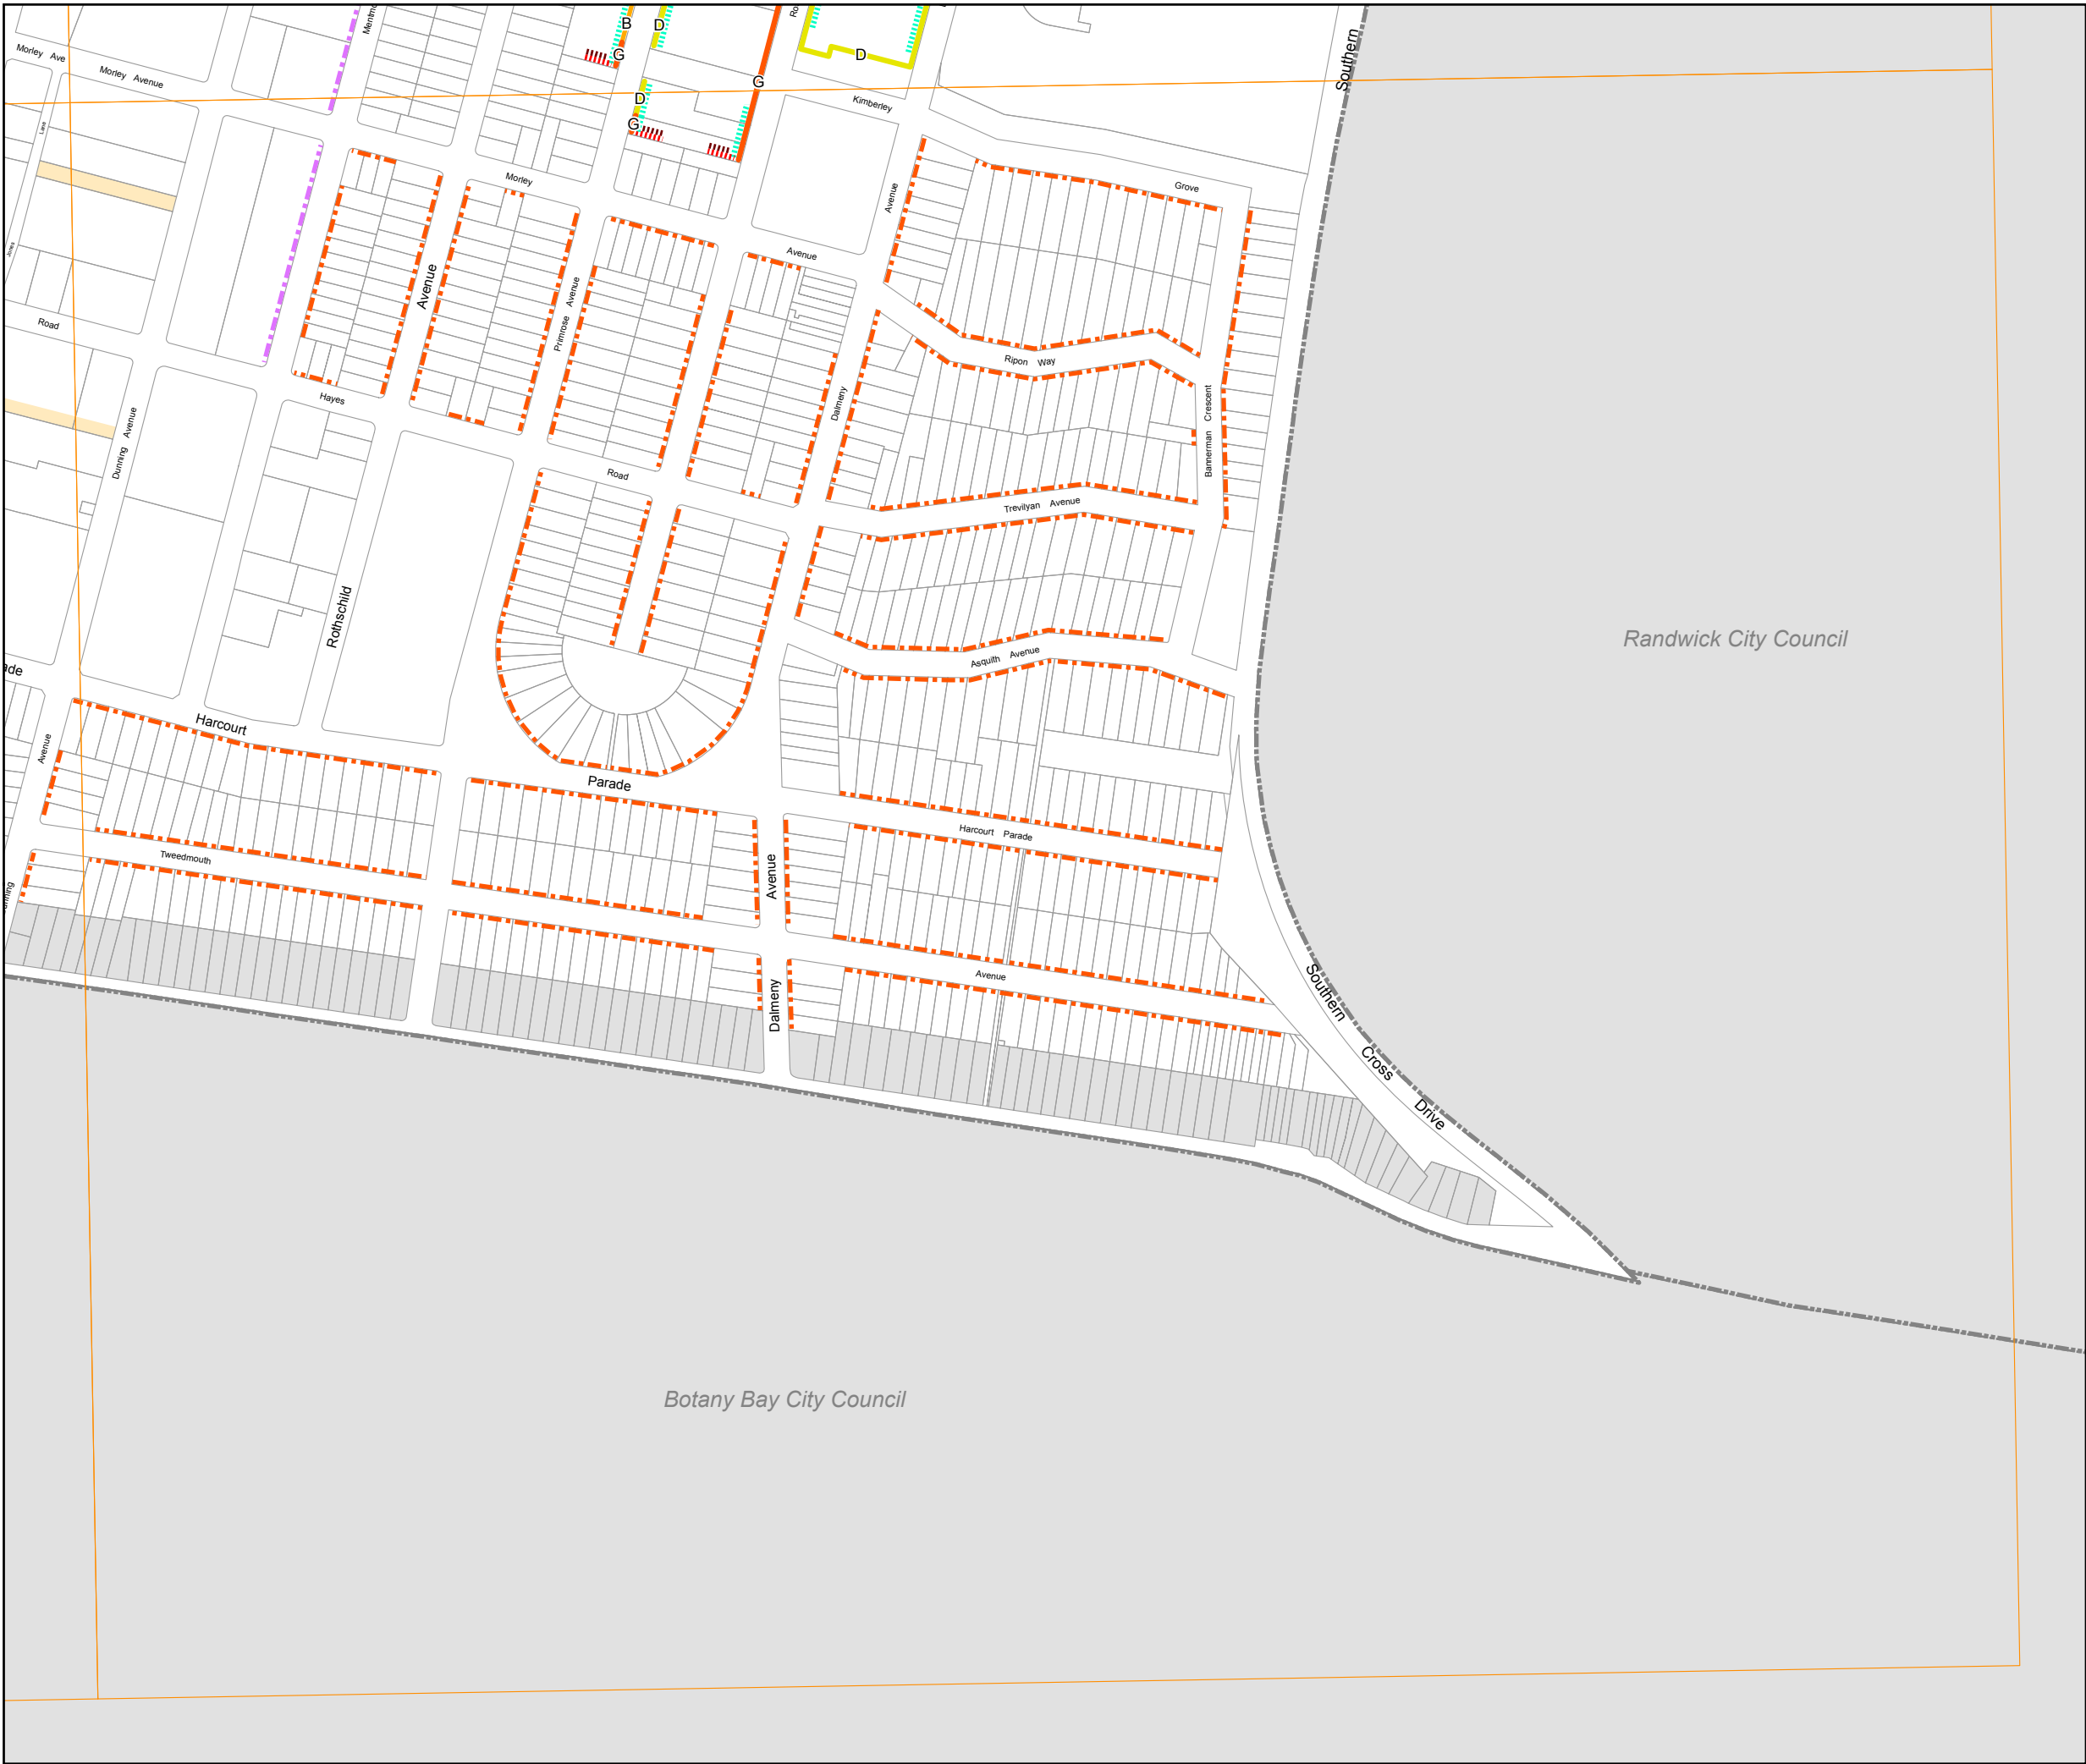 B
D
Southern
Morley Ave
Morley Avenue
G
D
G
D
Kimberley
G
Lane
Morley
Grove
Avenue
Jones
Avenue
Avenue
Avenue
Primrose
Road
Ripon Way
Hayes
Dalmeny
Crescent
Bannerman
Dunning Avenue
Road
Trevilyan Avenue
Rothschild
Asquith Avenue
Randwick City Council
Harcourt
Avenue
Parade
Harcourt Parade
Tweedmouth
Avenue
Avenue
Dalmeny
Southern
Cross
Drive
Botany Bay City Council